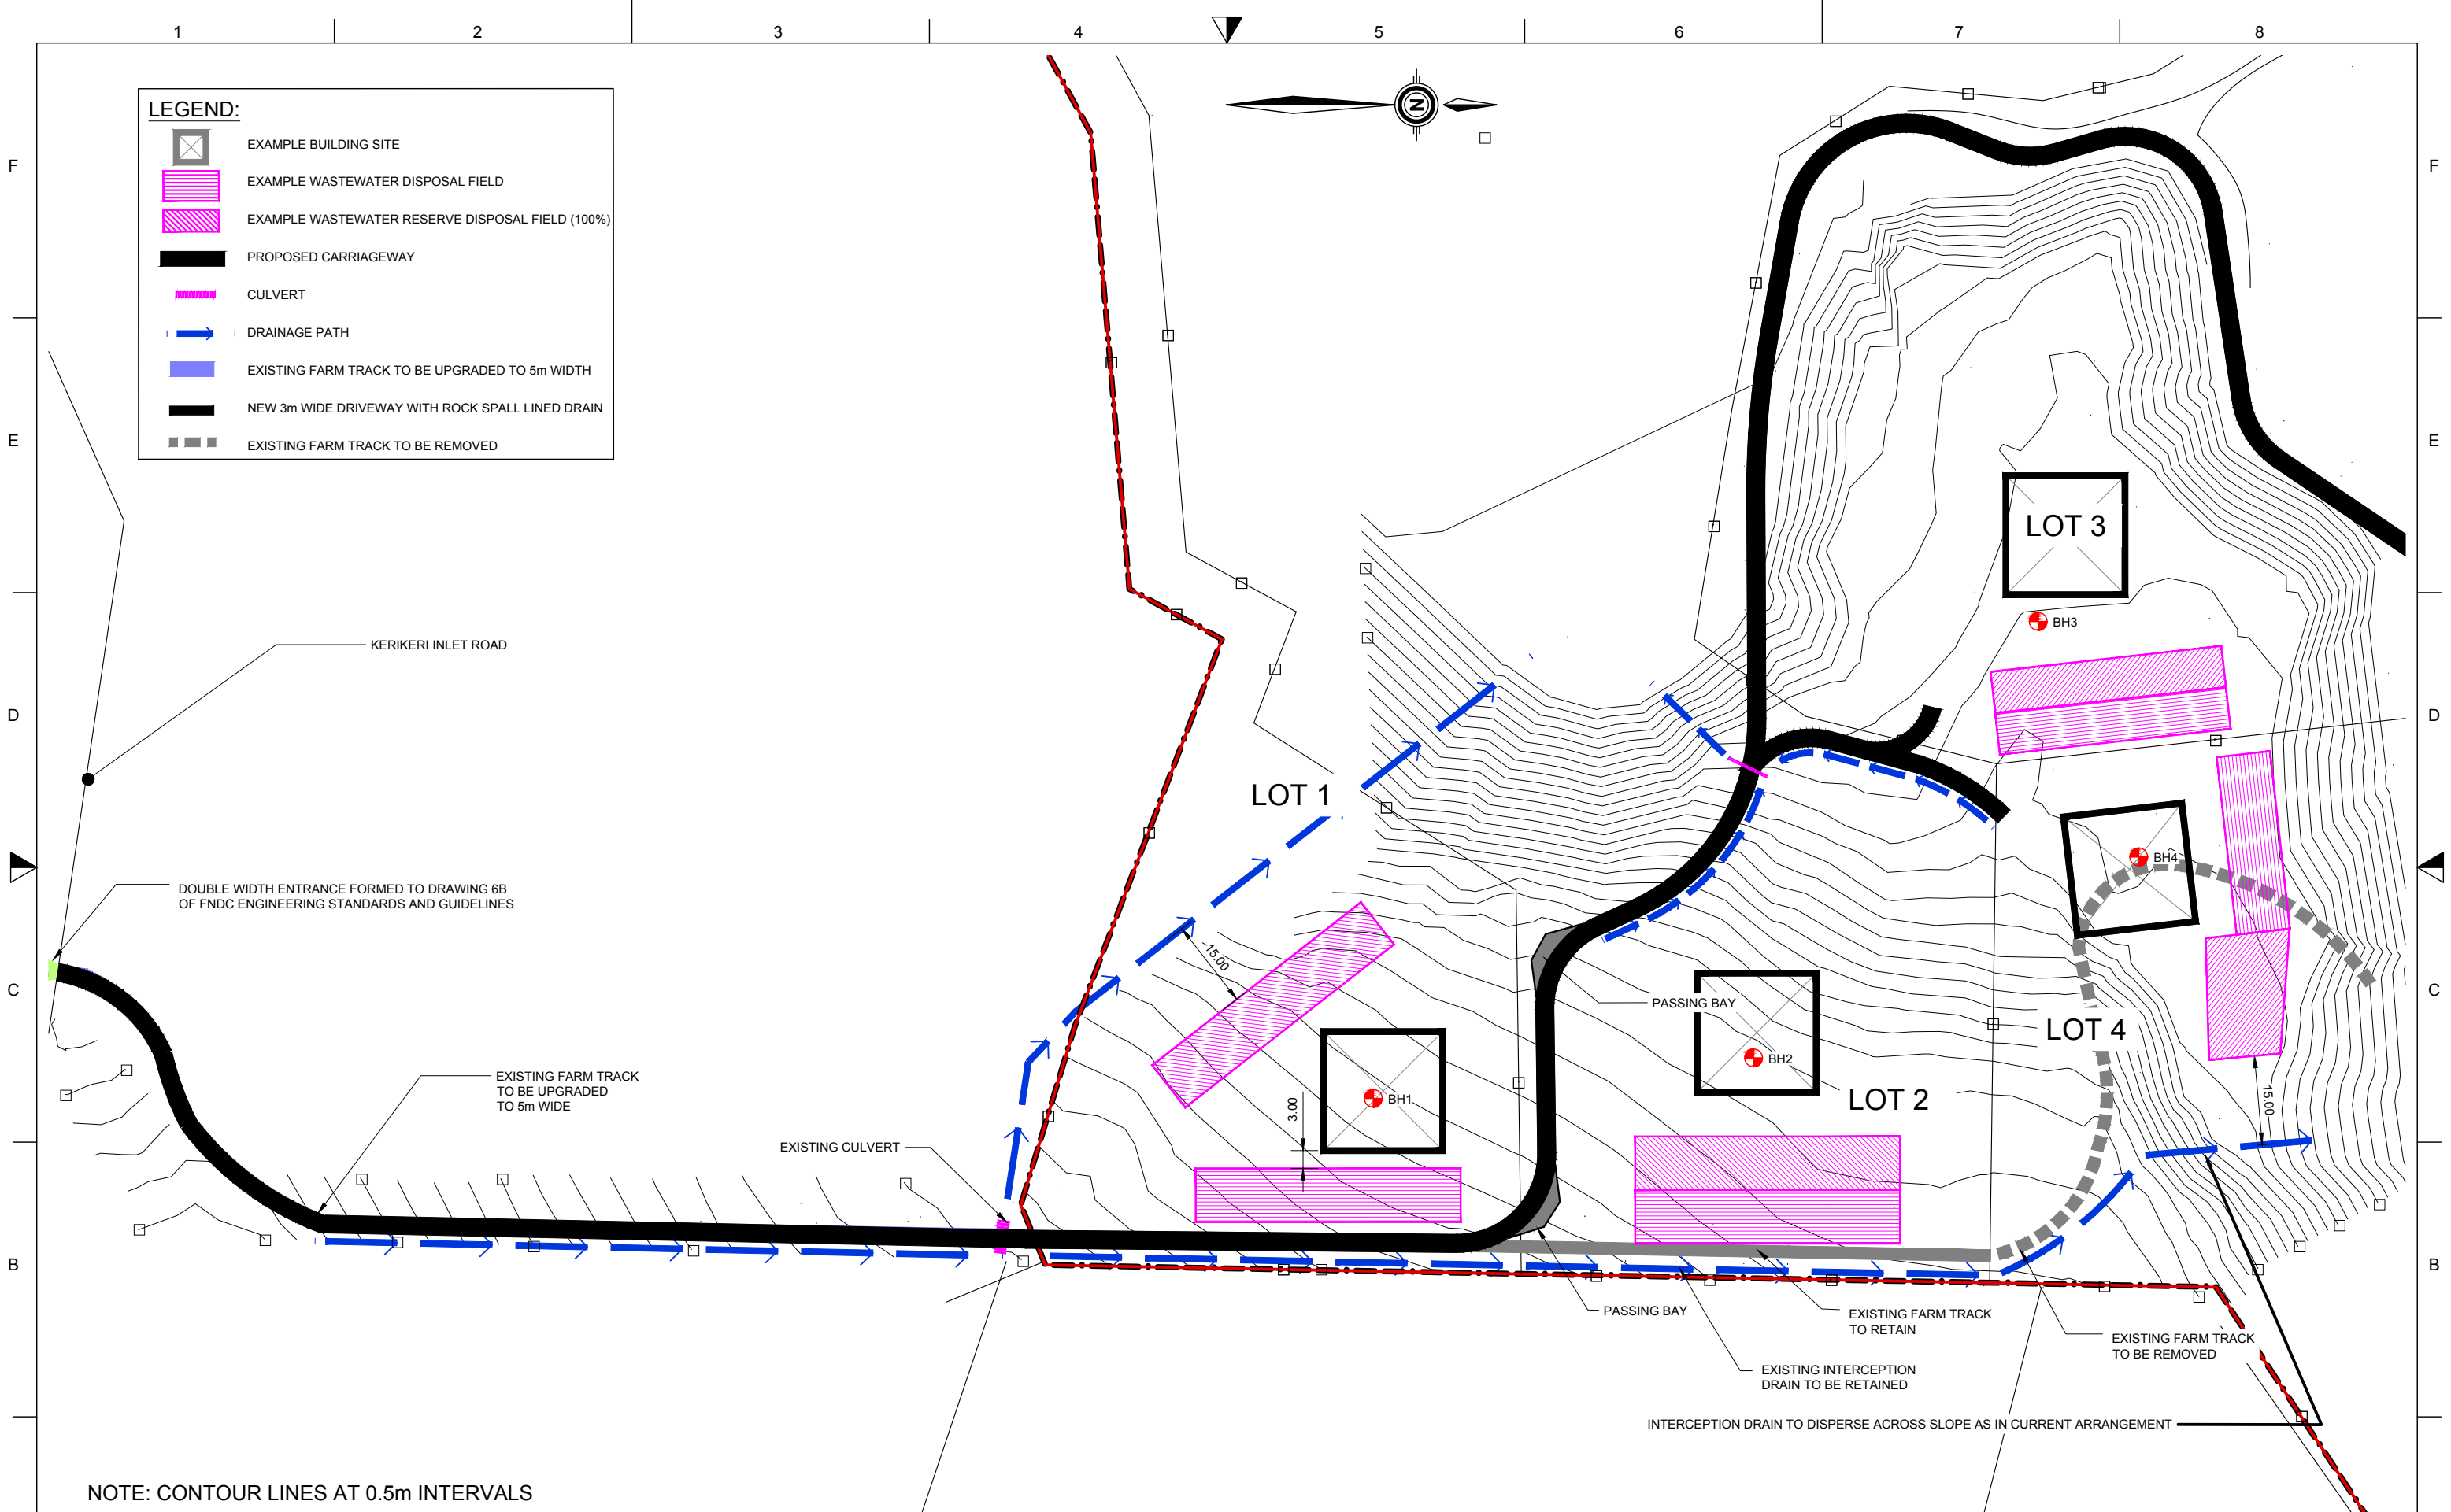 1 2 3 4 5 6 7 8
LEGEND:
EXAMPLE BUILDING SITE
EXAMPLE WASTEWATER DISPOSAL FIELD
EXAMPLE WASTEWATER RESERVE DISPOSAL FIELD (100%)
PROPOSED CARRIAGEWAY
CULVERT
DRAINAGE PATH
EXISTING FARM TRACK TO BE UPGRADED TO 5m WIDTH
NEW 3m WIDE DRIVEWAY WITH ROCK SPALL LINED DRAIN
EXISTING FARM TRACK TO BE REMOVED
N
F F
E E
LOT 3
BH3
KERIKERI INLET ROAD
D D
LOT 1
BH4
DOUBLE WIDTH ENTRANCE FORMED TO DRAWING 6B
OF FNDC ENGINEERING STANDARDS AND GUIDELINES
~15.00
C C
PASSING BAY
LOT 4
BH2
EXISTING FARM TRACK
TO BE UPGRADED
TO 5m WIDE
BH1
LOT 2
3.00
15.00
EXISTING CULVERT
B B
PASSING BAY
EXISTING FARM TRACK
TO RETAIN
EXISTING FARM TRACK
TO BE REMOVED
EXISTING INTERCEPTION
DRAIN TO BE RETAINED
INTERCEPTION DRAIN TO DISPERSE ACROSS SLOPE AS IN CURRENT ARRANGEMENT
NOTE: CONTOUR LINES AT 0.5m INTERVALS